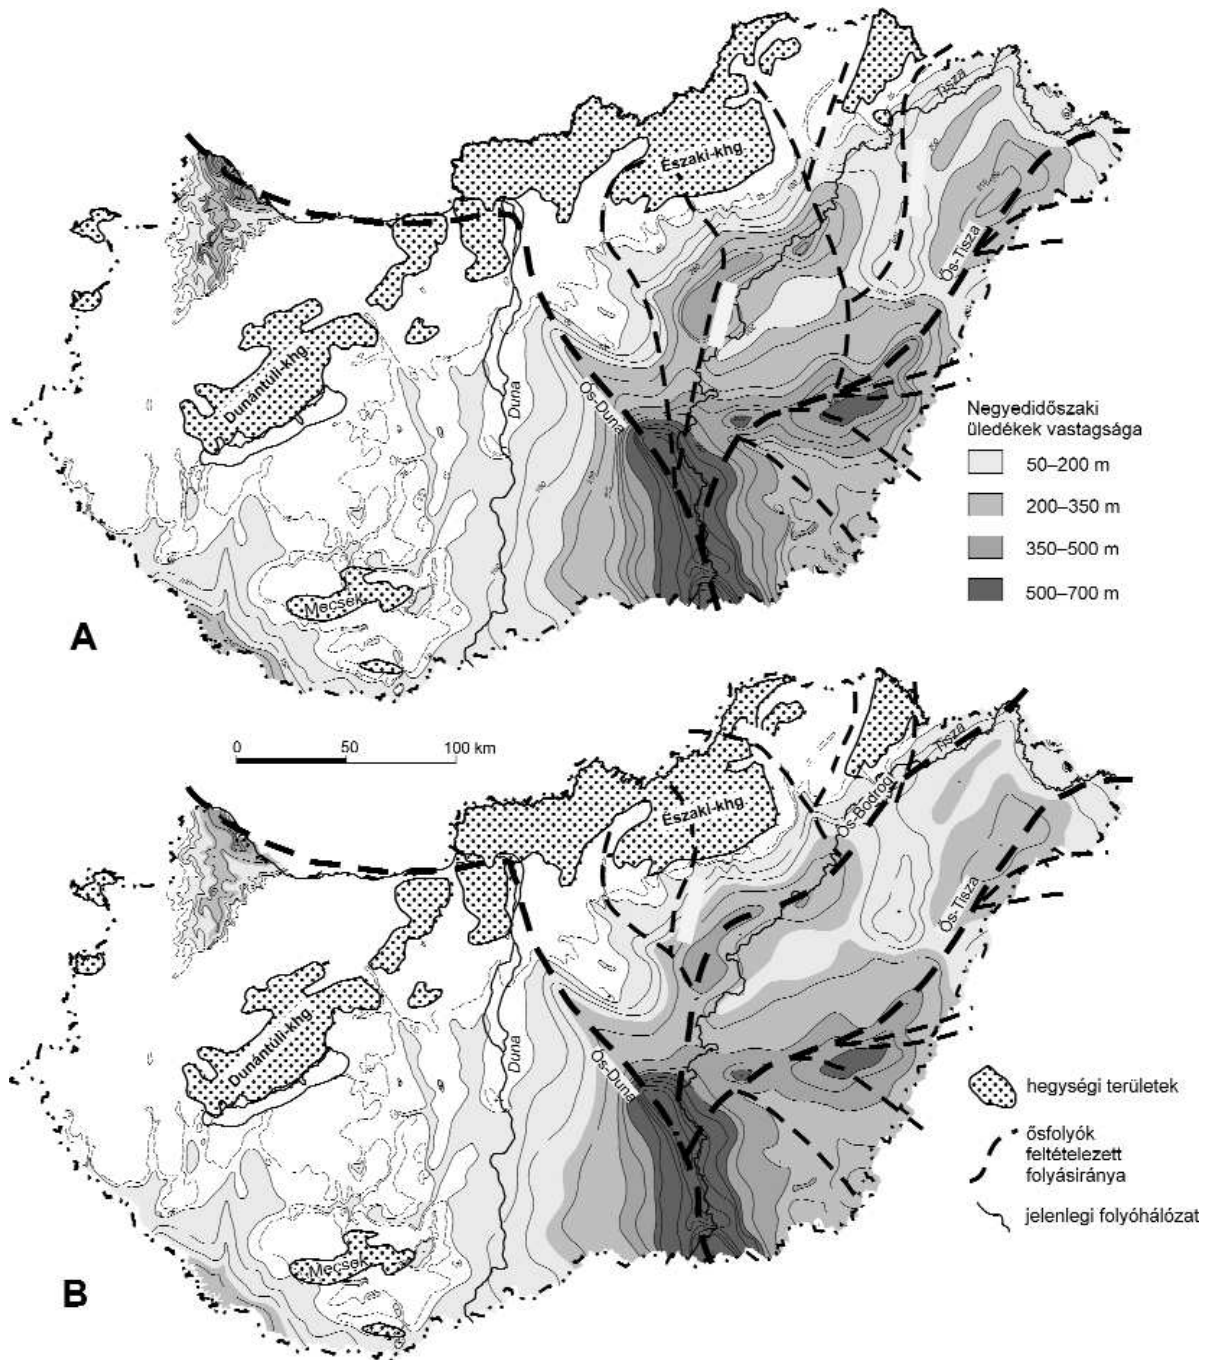 Északi-khg.
Tisza
Ős-Tisza
Dunántúli-khg.
Duna
Ős-Duna
Mecsek
A
Negyedidőszaki
üledékek vastagsága
50–200 m
200–350 m
350–500 m
500–700 m
0 50 100 km
Északi-khg.
Tisza
Ős-Bodrog
Ős-Tisza
Dunántúli-khg.
Duna
Ős-Duna
Mecsek
B
hegységi területek
ősfolyók
feltételezett
folyásiránya
jelenlegi folyóhálózat